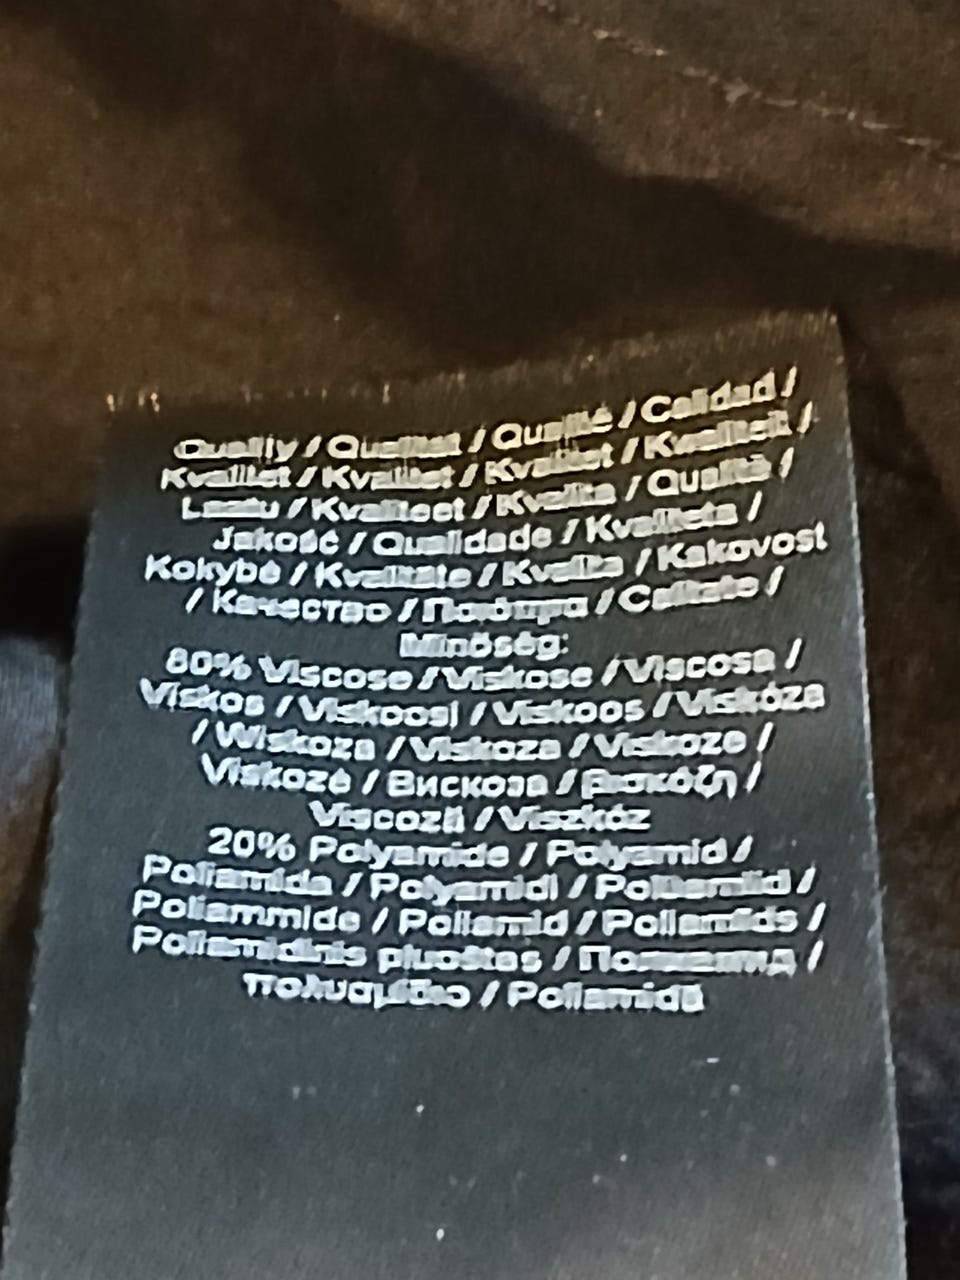 Quality / Qualität / Qualité / Calidad /
Kvalitet / Kvalitet / Kvalitet / Kwaliteit /
Laatu / Kvaliteet / Kvalita / Qualità /
Jakość / Qualidade / Kvaliteta /
Kokybė / Kvalitāte / Kvalita / Kakovost
/ Качество / Ποιότητα / Calitate /
Minőség:
80% Viscose / Viskose / Viscosa /
Viskos / Viskoosi / Viskoos / Viskóza
/ Wiskoza / Viskoza / Viskoze /
Viskozė / Вискоза / βισκόζη /
Viscoză / Viszkóz
20% Polyamide / Polyamid /
Poliamida / Polyamidi / Polüamiid /
Poliammide / Poliamid / Poliamīds /
Poliamidinis pluoštas / Полиамид /
πολυαμίδιο / Poliamidă